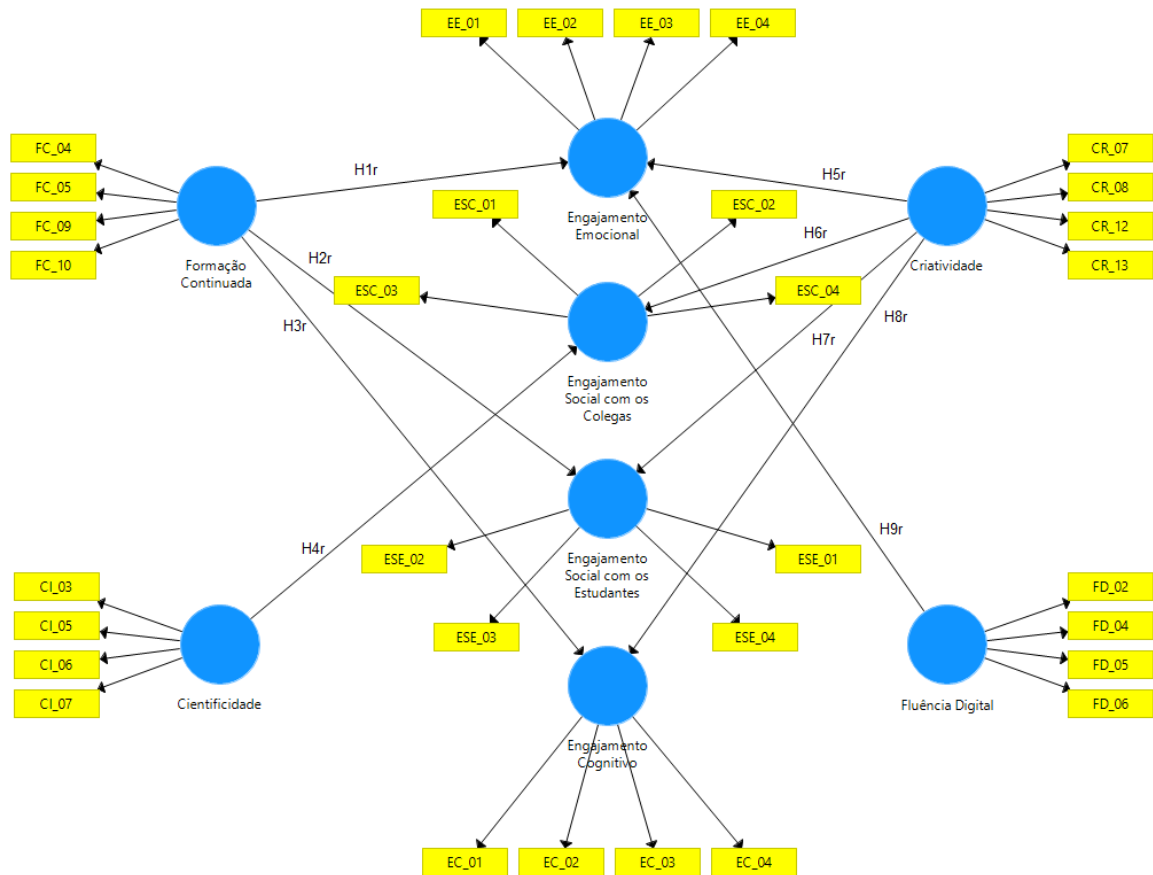 EE_01
EE_02
EE_03
EE_04
FC_04
FC_05
FC_09
FC_10
CR_07
CR_08
CR_12
CR_13
H1r
H5r
ESC_01
ESC_02
Engajamento
Emocional
H2r
H6r
Formação
Continuada
Criatividade
ESC_03
ESC_04
H3r
H8r
H7r
Engajamento
Social com os
Colegas
H4r
H9r
ESE_02
ESE_01
Engajamento
Social com os
Estudantes
CI_03
CI_05
CI_06
CI_07
FD_02
FD_04
FD_05
FD_06
ESE_03
ESE_04
Cientificidade
Fluência Digital
Engajamento
Cognitivo
EC_01
EC_02
EC_03
EC_04